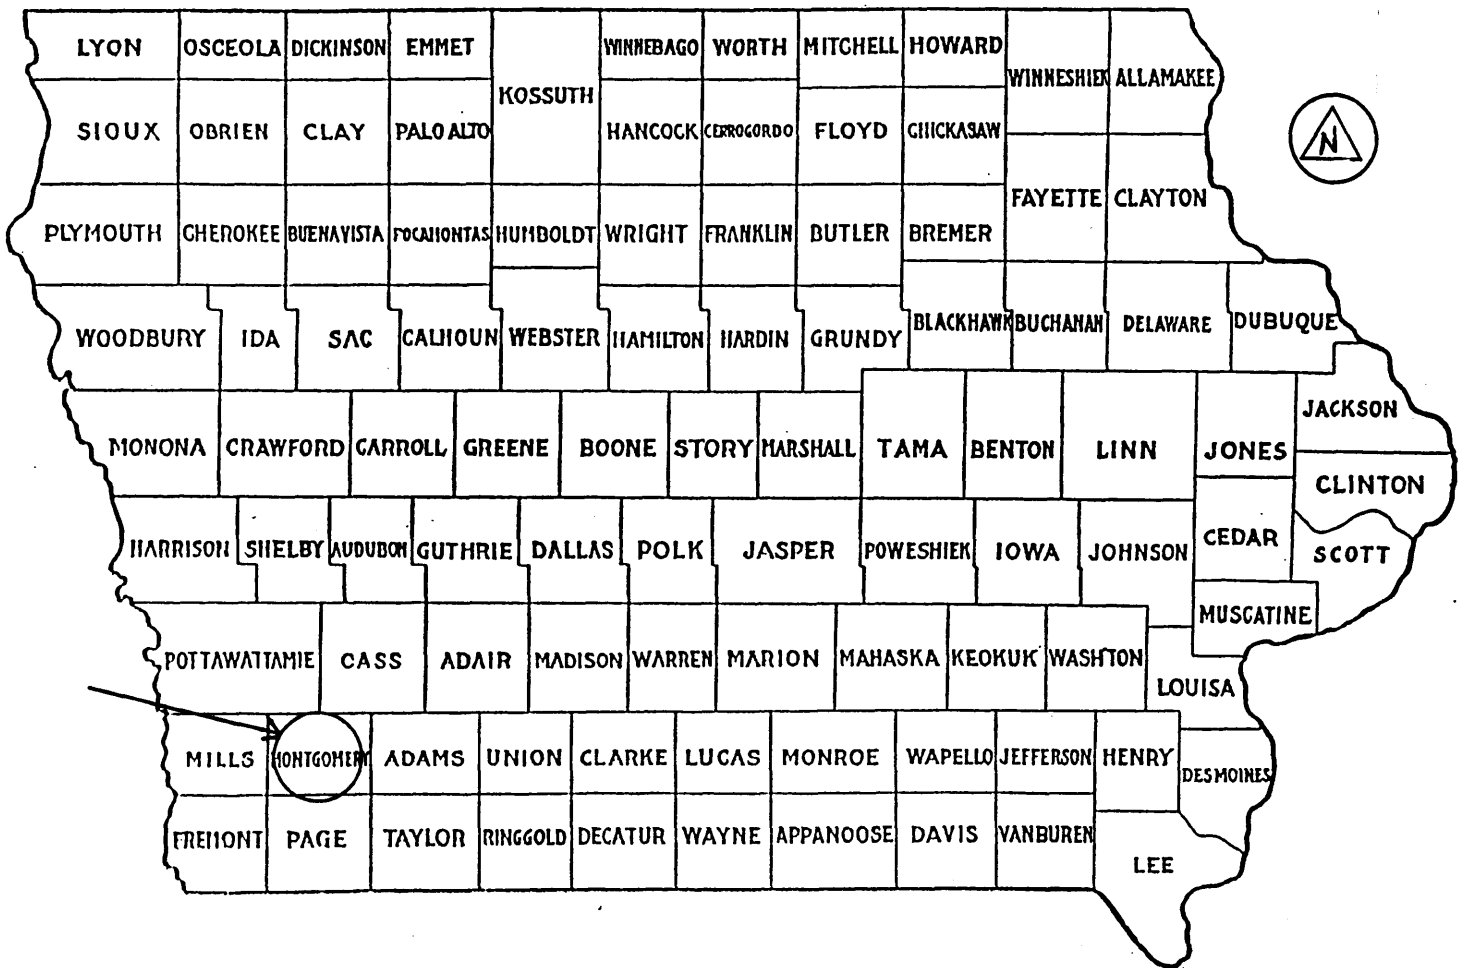 LYON OSCEOLA DICKINSON EMMET WINNEBAGO WORTH MITCHELL HOWARD
KOSSUTH WINNESHIEK ALLAMAKEE
SIOUX OBRIEN CLAY PALO ALTO HANCOCK CERROGORDO FLOYD CHICKASAW
N
FAYETTE CLAYTON
PLYMOUTH CHEROKEE BUENAVISTA POCAHONTAS HUMBOLDT WRIGHT FRANKLIN BUTLER BREMER
WOODBURY IDA SAC CALHOUN WEBSTER HAMILTON HARDIN GRUNDY BLACKHAWK BUCHANAN DELAWARE DUBUQUE
JACKSON
MONONA CRAWFORD CARROLL GREENE BOONE STORY MARSHALL TAMA BENTON LINN JONES
CLINTON
HARRISON SHELBY AUDUBON GUTHRIE DALLAS POLK JASPER POWESHIEK IOWA JOHNSON CEDAR SCOTT
MUSCATINE
POTTAWATTAMIE CASS ADAIR MADISON WARREN MARION MAHASKA KEOKUK WASHTON
LOUISA
MILLS MONTGOMERY ADAMS UNION CLARKE LUCAS MONROE WAPELLO JEFFERSON HENRY DESMOINES
FREMONT PAGE TAYLOR RINGGOLD DECATUR WAYNE APPANOOSE DAVIS VANBUREN
LEE